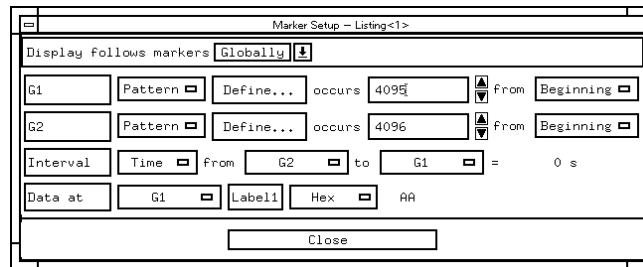 Marker Setup — Listing<1>
Display follows markers Globally
G1 Pattern Define... occurs 4095 from Beginning
G2 Pattern Define... occurs 4096 from Beginning
Interval Time from G2 to G1 = 0 s
Data at G1 Label1 Hex AA
Close